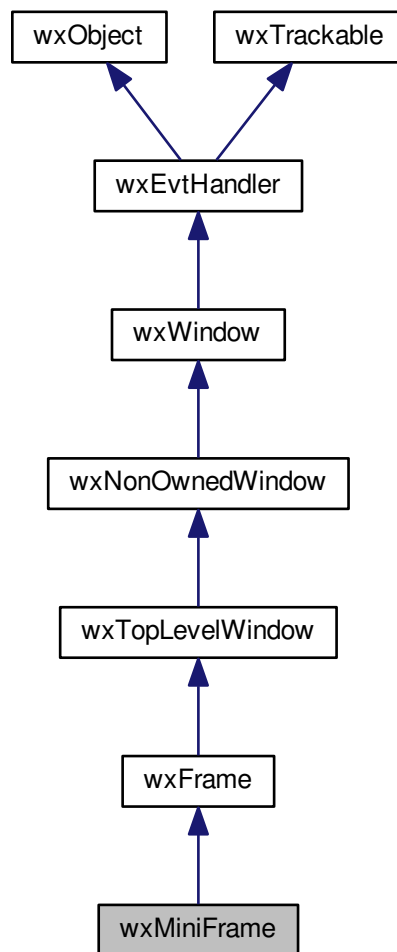 wxObject
wxTrackable
wxEvtHandler
wxWindow
wxNonOwnedWindow
wxTopLevelWindow
wxFrame
wxMiniFrame